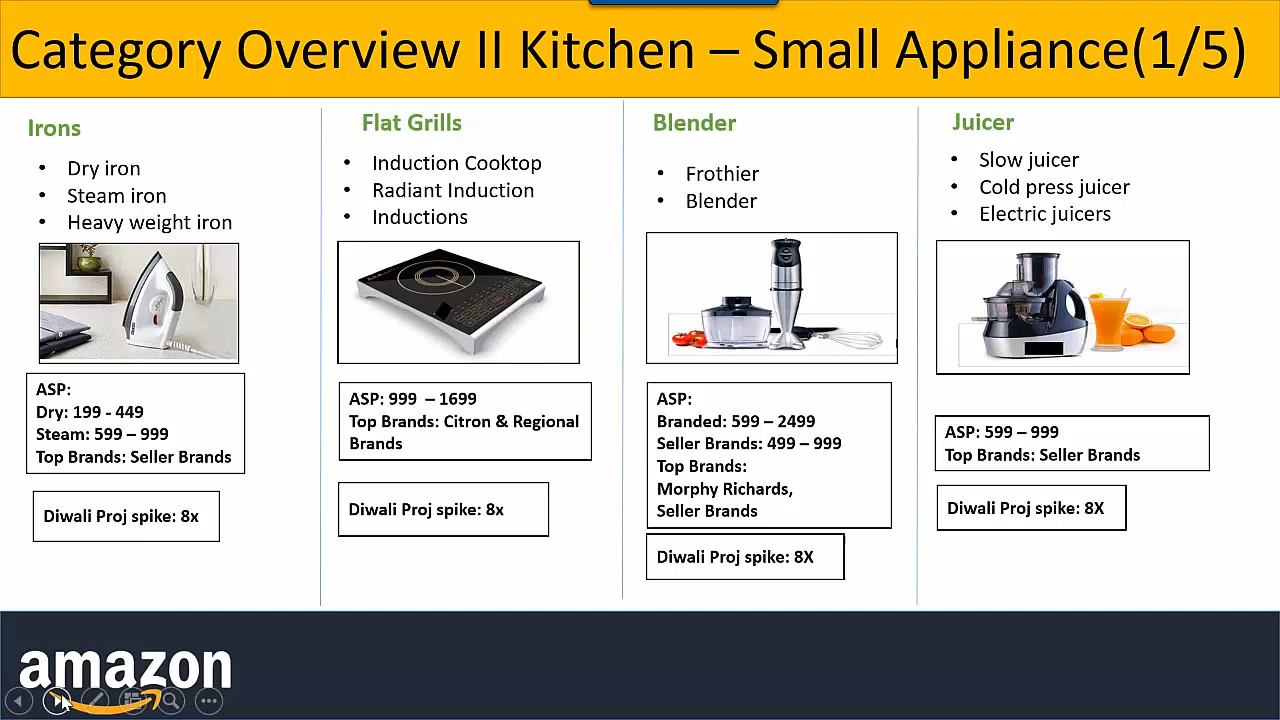 Category Overview II Kitchen – Small Appliance(1/5)
Irons
• Dry iron
• Steam iron
• Heavy weight iron
ASP:
Dry: 199 - 449
Steam: 599 – 999
Top Brands: Seller Brands
Diwali Proj spike: 8x
Flat Grills
• Induction Cooktop
• Radiant Induction
• Inductions
ASP: 999 – 1699
Top Brands: Citron & Regional
Brands
Diwali Proj spike: 8x
Blender
• Frothier
• Blender
ASP:
Branded: 599 – 2499
Seller Brands: 499 – 999
Top Brands:
Morphy Richards,
Seller Brands
Diwali Proj spike: 8X
Juicer
• Slow juicer
• Cold press juicer
• Electric juicers
ASP: 599 – 999
Top Brands: Seller Brands
Diwali Proj spike: 8X
amazon